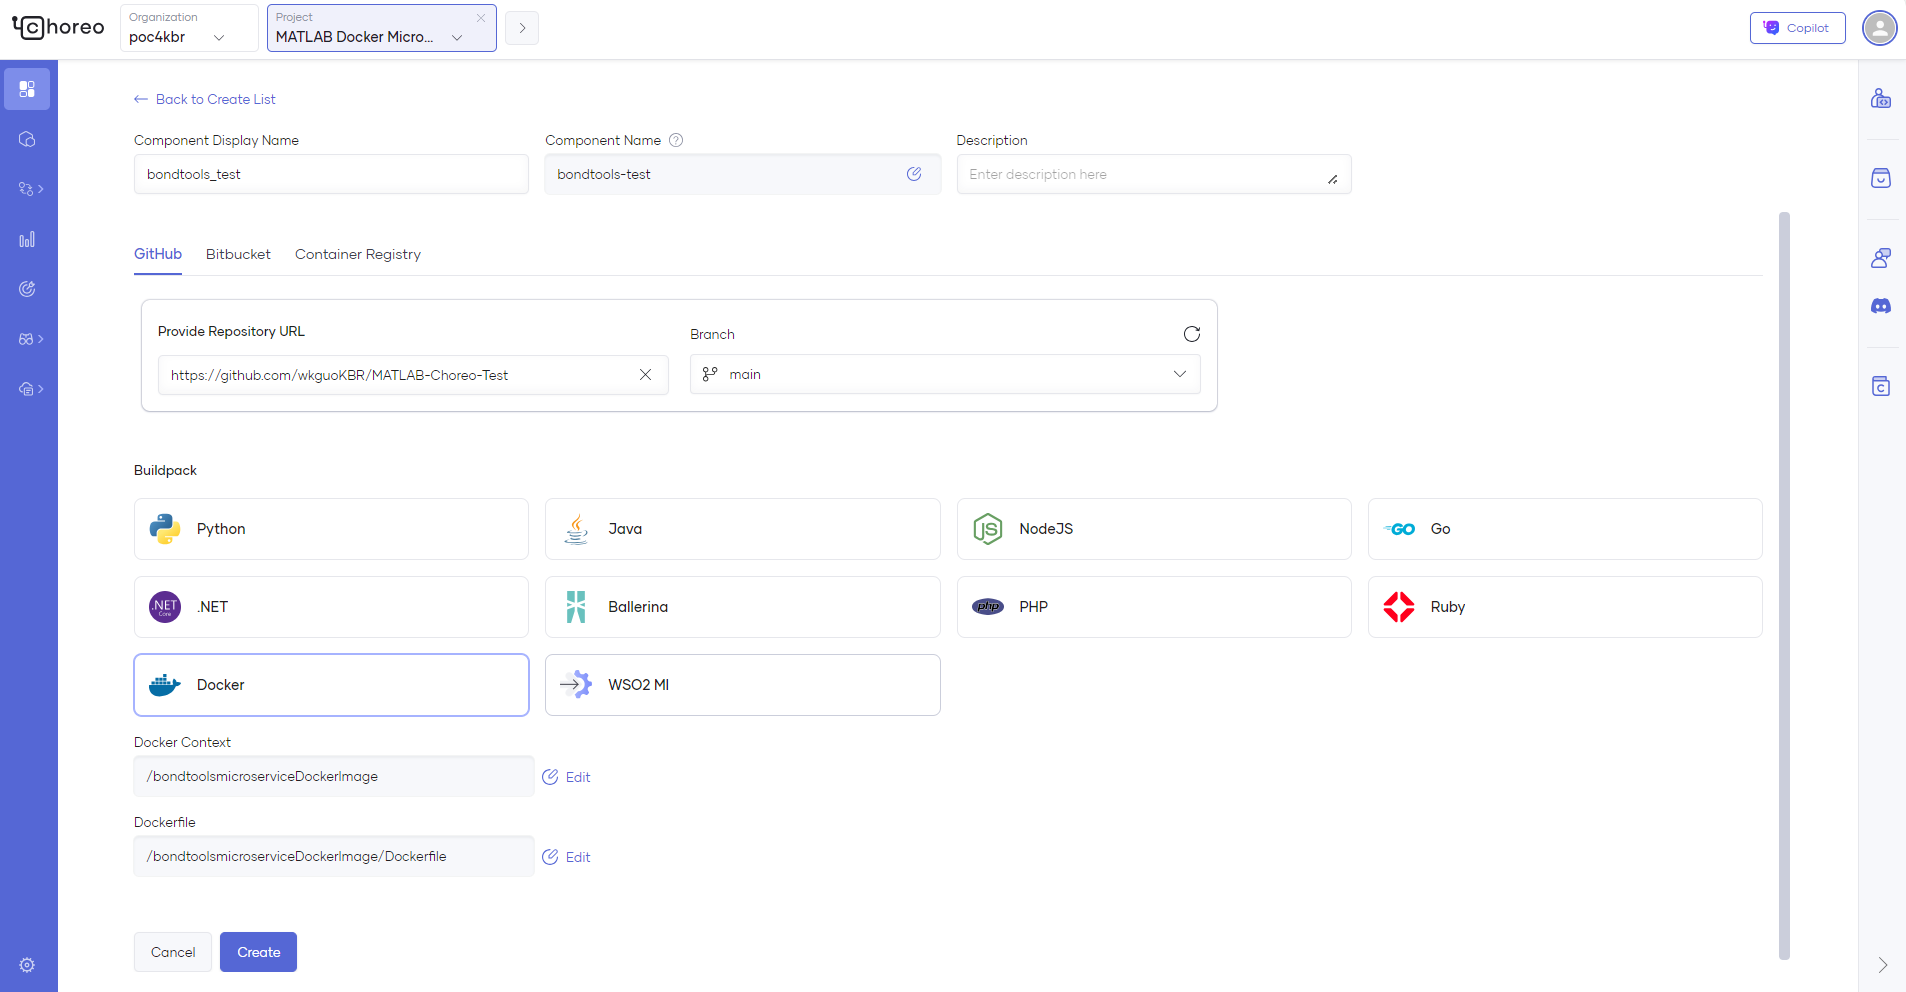 Choreo
Organization
poc4kbr
Project
MATLAB Docker Micro...
Copilot
Back to Create List
Component Display Name
Component Name
Description
bondtools_test
bondtools-test
Enter description here
GitHub
Bitbucket
Container Registry
Provide Repository URL
Branch
https://github.com/wkguoKBR/MATLAB-Choreo-Test
main
Buildpack
Python
Java
JS
NodeJS
GO
Go
.NET
Core
.NET
Ballerina
php
PHP
Ruby
Docker
WSO2 MI
Docker Context
/bondtoolsmicroserviceDockerImage
Edit
Dockerfile
/bondtoolsmicroserviceDockerImage/Dockerfile
Edit
Cancel
Create